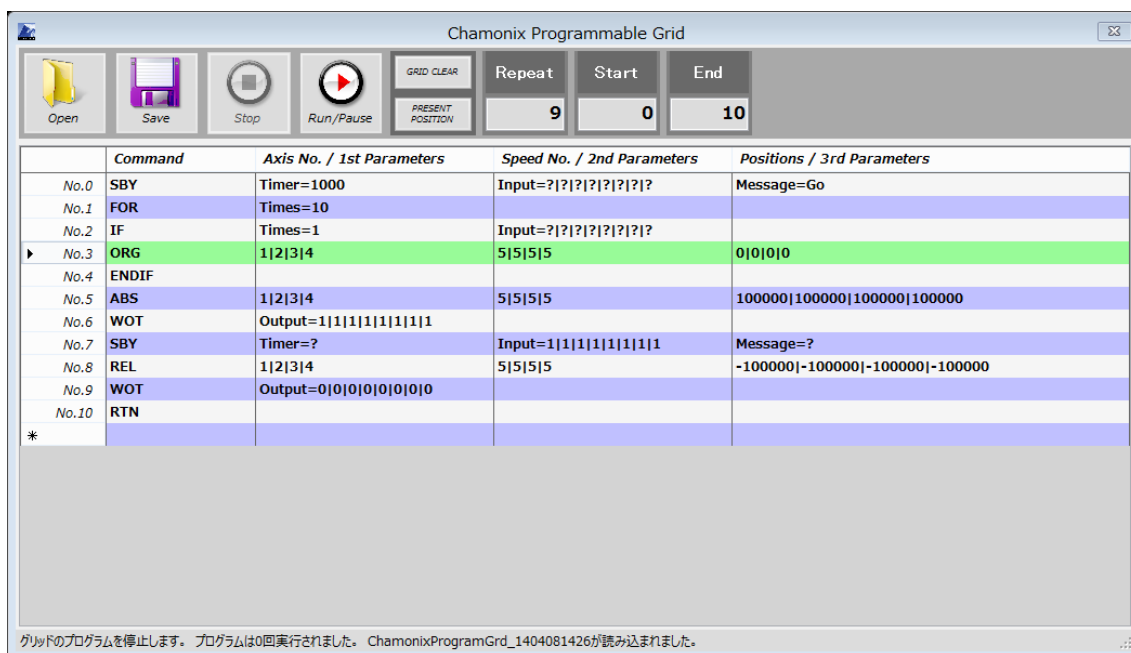 Chamonix Programmable Grid
Open
Save
Stop
Run/Pause
GRID CLEAR
PRESENT
POSITION
Repeat Start End
9 0 10
Command Axis No. / 1st Parameters Speed No. / 2nd Parameters Positions / 3rd Parameters
No.0 SBY Timer=1000 Input=?|?|?|?|?|?|?|? Message=Go
No.1 FOR Times=10
No.2 IF Times=1 Input=?|?|?|?|?|?|?|?
No.3 ORG 1|2|3|4 5|5|5|5 0|0|0|0
No.4 ENDIF
No.5 ABS 1|2|3|4 5|5|5|5 100000|100000|100000|100000
No.6 WOT Output=1|1|1|1|1|1|1|1
No.7 SBY Timer=? Input=1|1|1|1|1|1|1|1 Message=?
No.8 REL 1|2|3|4 5|5|5|5 -100000|-100000|-100000|-100000
No.9 WOT Output=0|0|0|0|0|0|0|0
No.10 RTN
グリッドのプログラムを停止します。 プログラムは0回実行されました。 ChamonixProgramGrd_1404081426が読み込まれました。